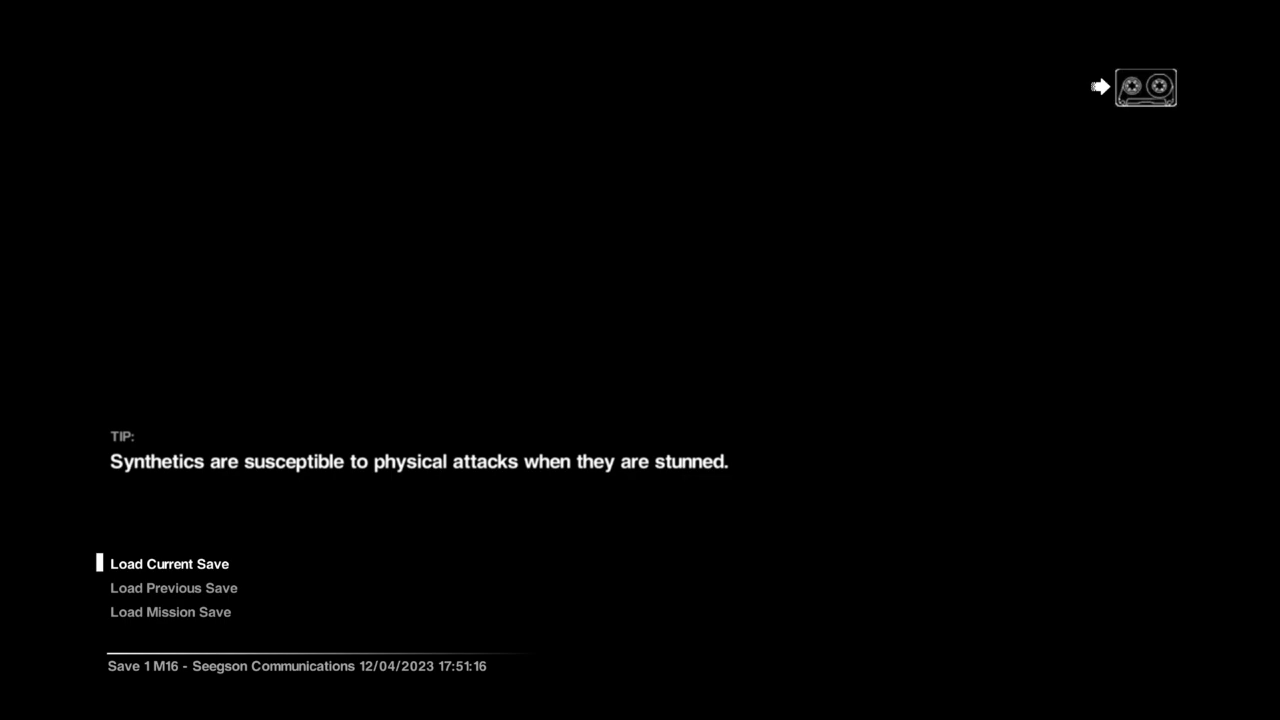 TIP:
Synthetics are susceptible to physical attacks when they are stunned.
Load Current Save
Load Previous Save
Load Mission Save
Save 1 M16 - Seegson Communications 12/04/2023 17:51:16